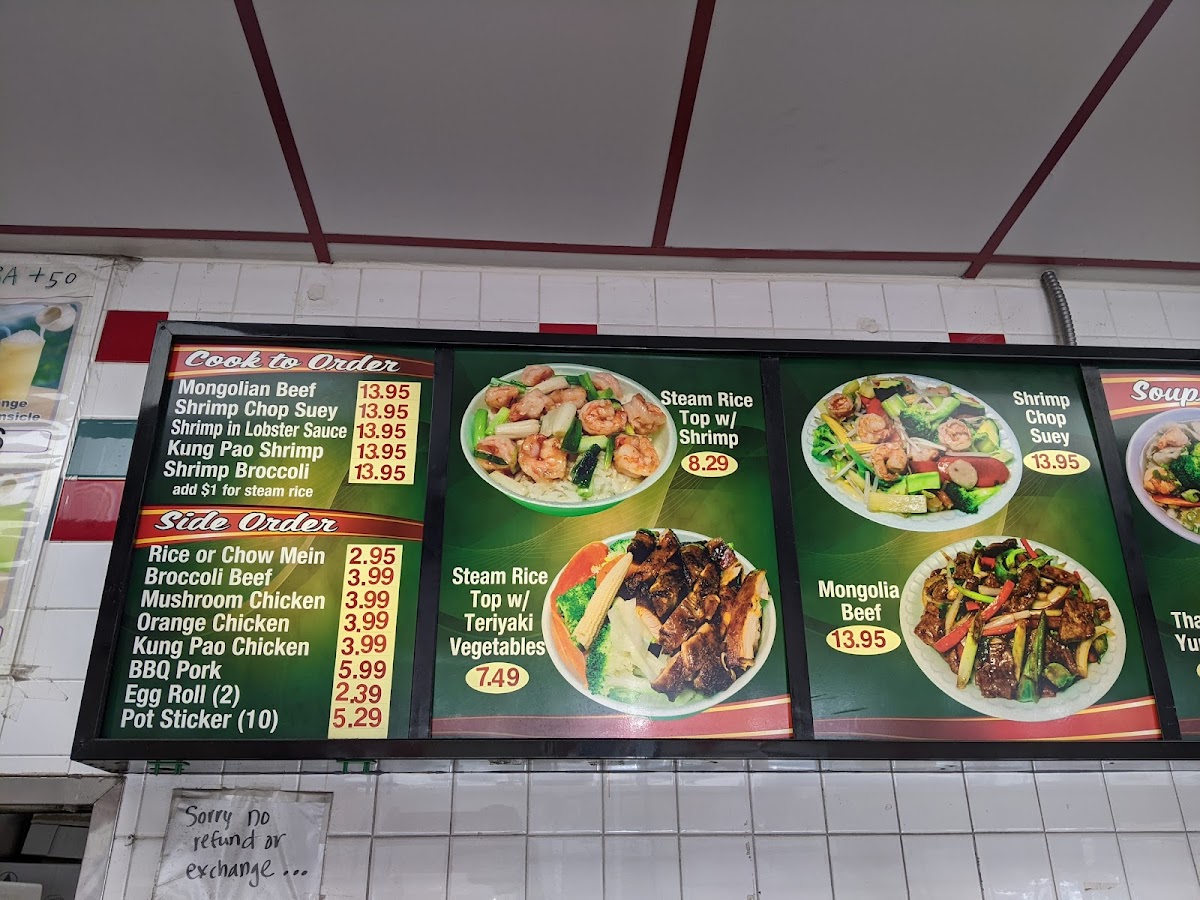 +50
Cook to Order
Mongolian Beef 13.95
Shrimp Chop Suey 13.95
Shrimp in Lobster Sauce 13.95
Kung Pao Shrimp 13.95
Shrimp Broccoli 13.95
add $1 for steam rice
Side Order
Rice or Chow Mein 2.95
Broccoli Beef 3.99
Mushroom Chicken 3.99
Orange Chicken 3.99
Kung Pao Chicken 3.99
BBQ Pork 5.99
Egg Roll (2) 2.39
Pot Sticker (10) 5.29
Steam Rice
Top w/
Shrimp
8.29
Steam Rice
Top w/
Teriyaki
Vegetables
7.49
Shrimp
Chop
Suey
13.95
Mongolia
Beef
13.95
Soup
Sorry no
refund or
exchange...